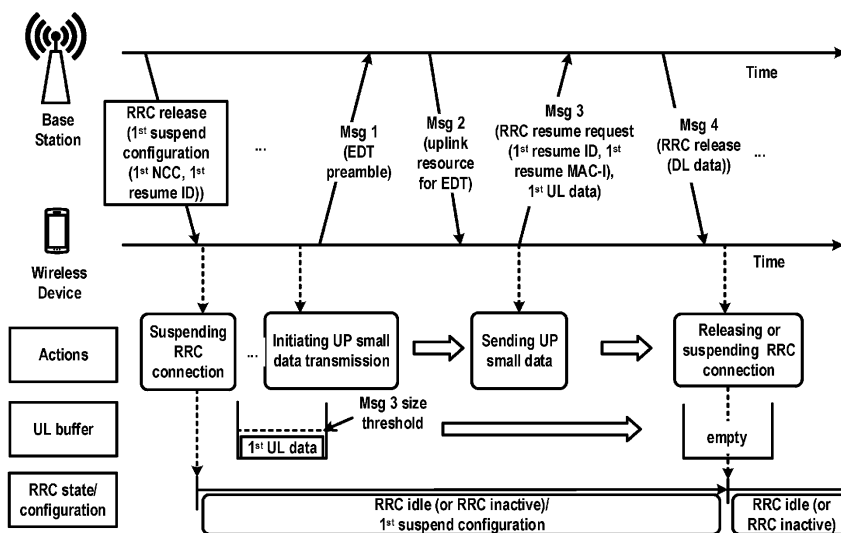 Base
Station
Time
RRC release
(1st suspend
configuration
(1st NCC, 1st
resume ID))
...
Msg 1
(EDT
preamble)
Msg 2
(uplink
resource
for EDT)
Msg 3
(RRC resume request
(1st resume ID, 1st
resume MAC-I),
1st UL data)
Msg 4
(RRC release
(DL data))
...
Wireless
Device
Time
Actions
Suspending
RRC
connection
...
Initiating UP small
data transmission
Sending UP
small data
Releasing or
suspending RRC
connection
UL buffer
1st UL data
Msg 3 size
threshold
empty
RRC state/
configuration
RRC idle (or RRC inactive)/
1st suspend configuration
RRC idle (or
RRC inactive)